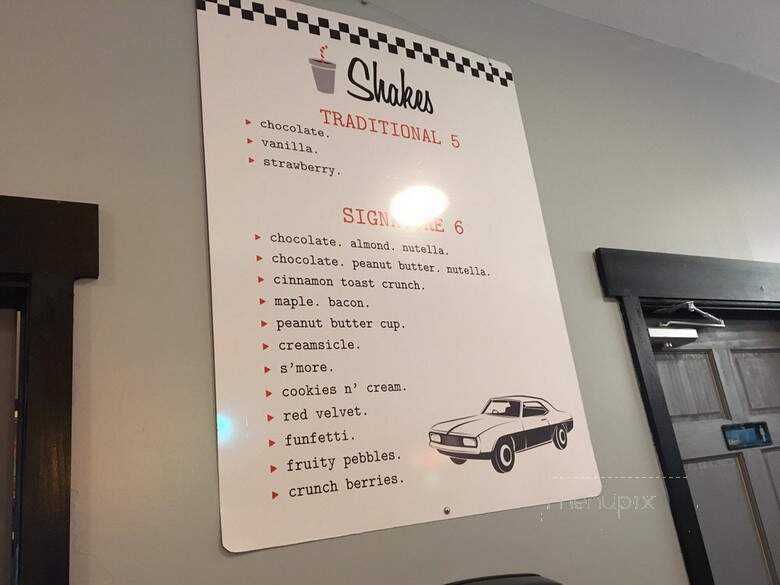 Shakes
TRADITIONAL 5
chocolate.
vanilla.
strawberry.
6
chocolate. almond. nutella.
chocolate. peanut butter. nutella.
cinnamon toast crunch.
maple. bacon.
peanut butter cup.
creamsicle.
s'more.
cookies n' cream.
red velvet.
funfetti.
fruity pebbles.
crunch berries.
menupix